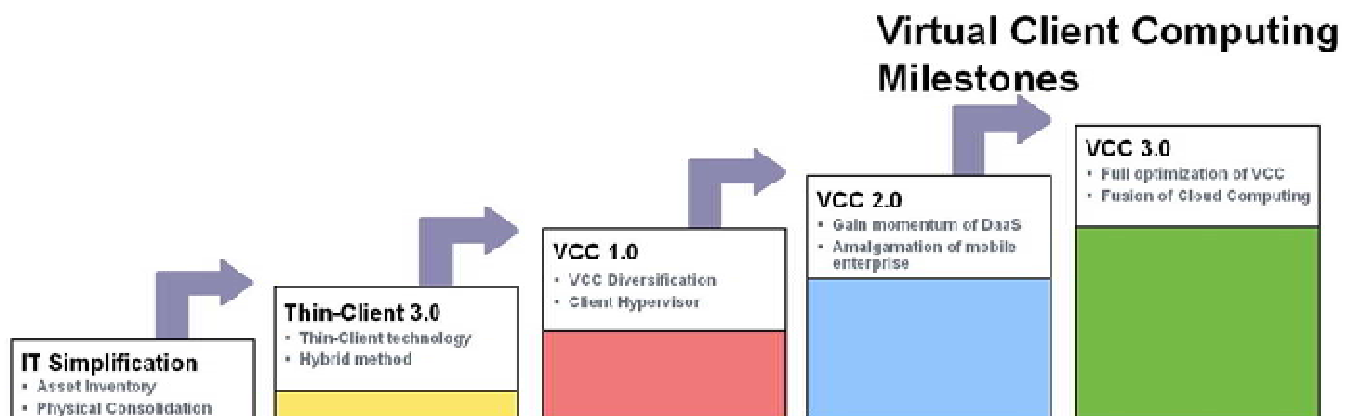 Virtual Client Computing
Milestones
VCC 3.0
• Full optimization of VCC
• Fusion of Cloud Computing
VCC 2.0
• Gain momentum of DaaS
• Amalgamation of mobile
enterprise
VCC 1.0
• VCC Diversification
• Client Hypervisor
Thin-Client 3.0
• Thin-Client technology
• Hybrid method
IT Simplification
• Asset Inventory
• Physical Consolidation